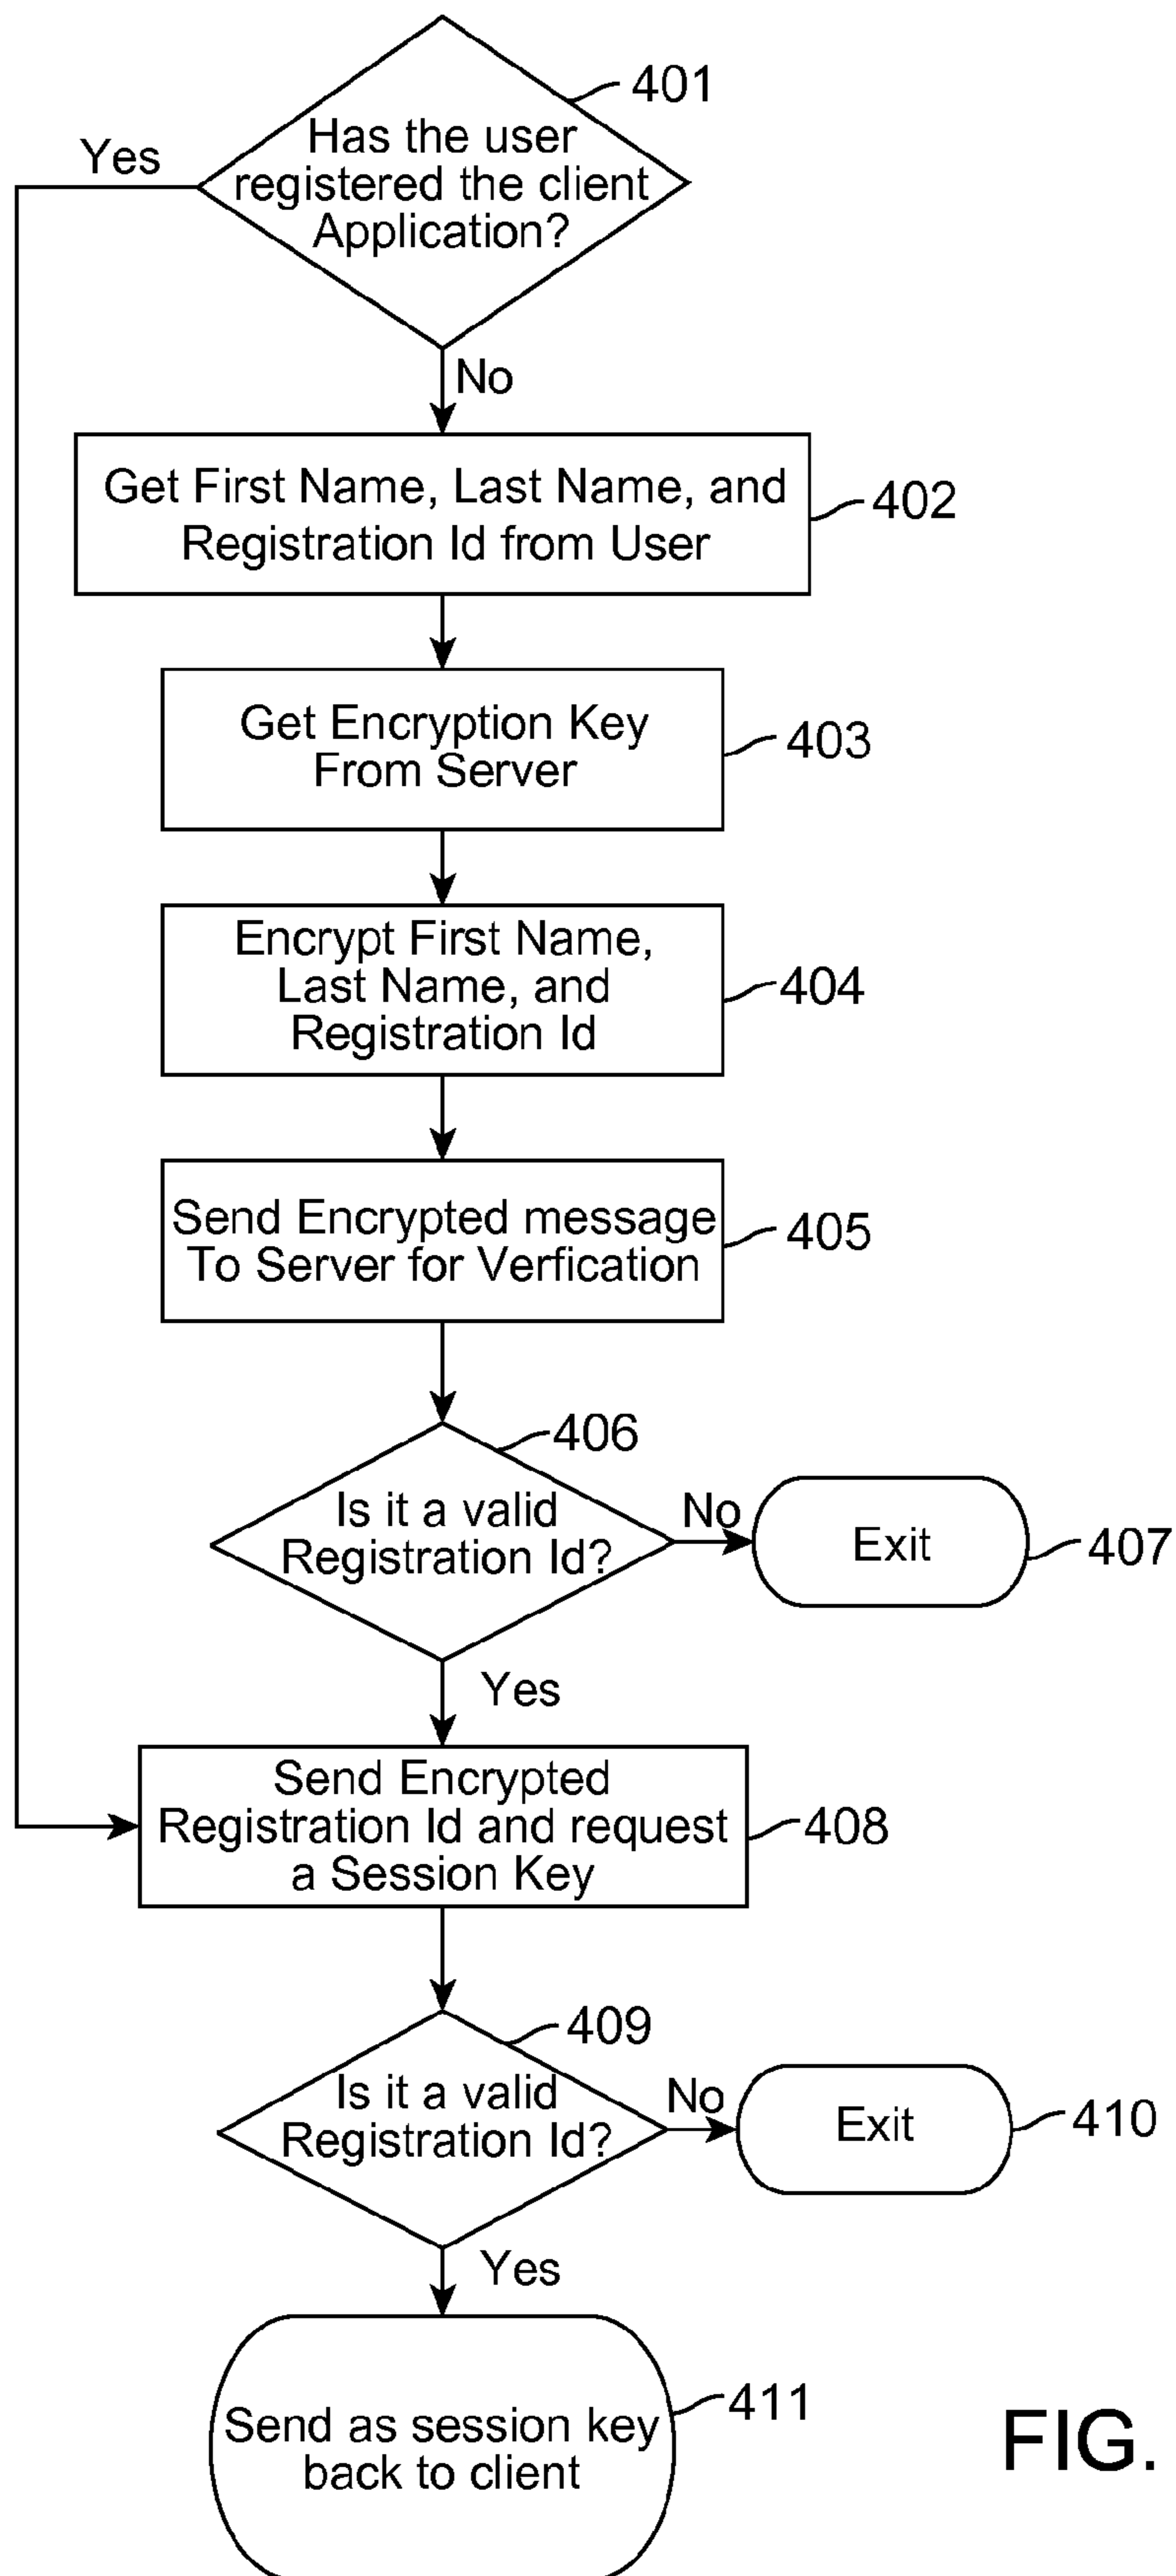 401
Has the user
registered the client
Application?
Yes
No
Get First Name, Last Name, and
Registration Id from User
402
Get Encryption Key
From Server
403
Encrypt First Name,
Last Name, and
Registration Id
404
Send Encrypted message
To Server for Verfication
405
406
Is it a valid
Registration Id?
No
Exit
407
Yes
Send Encrypted
Registration Id and request
a Session Key
408
409
Is it a valid
Registration Id?
No
Exit
410
Yes
Send as session key
back to client
411
FIG.